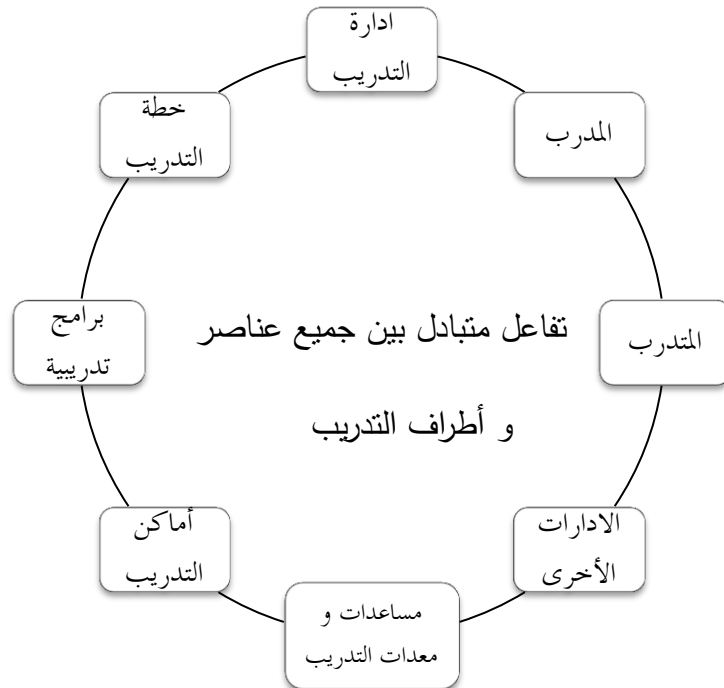 ادارة
التدريب
المدرب
المتدرب
الادارات
الأخرى
مساعدات و
معدات التدريب
أماكن
التدريب
برامج
تدريبية
خطة
التدريب
تفاعل متبادل بين جميع عناصر
و أطراف التدريب